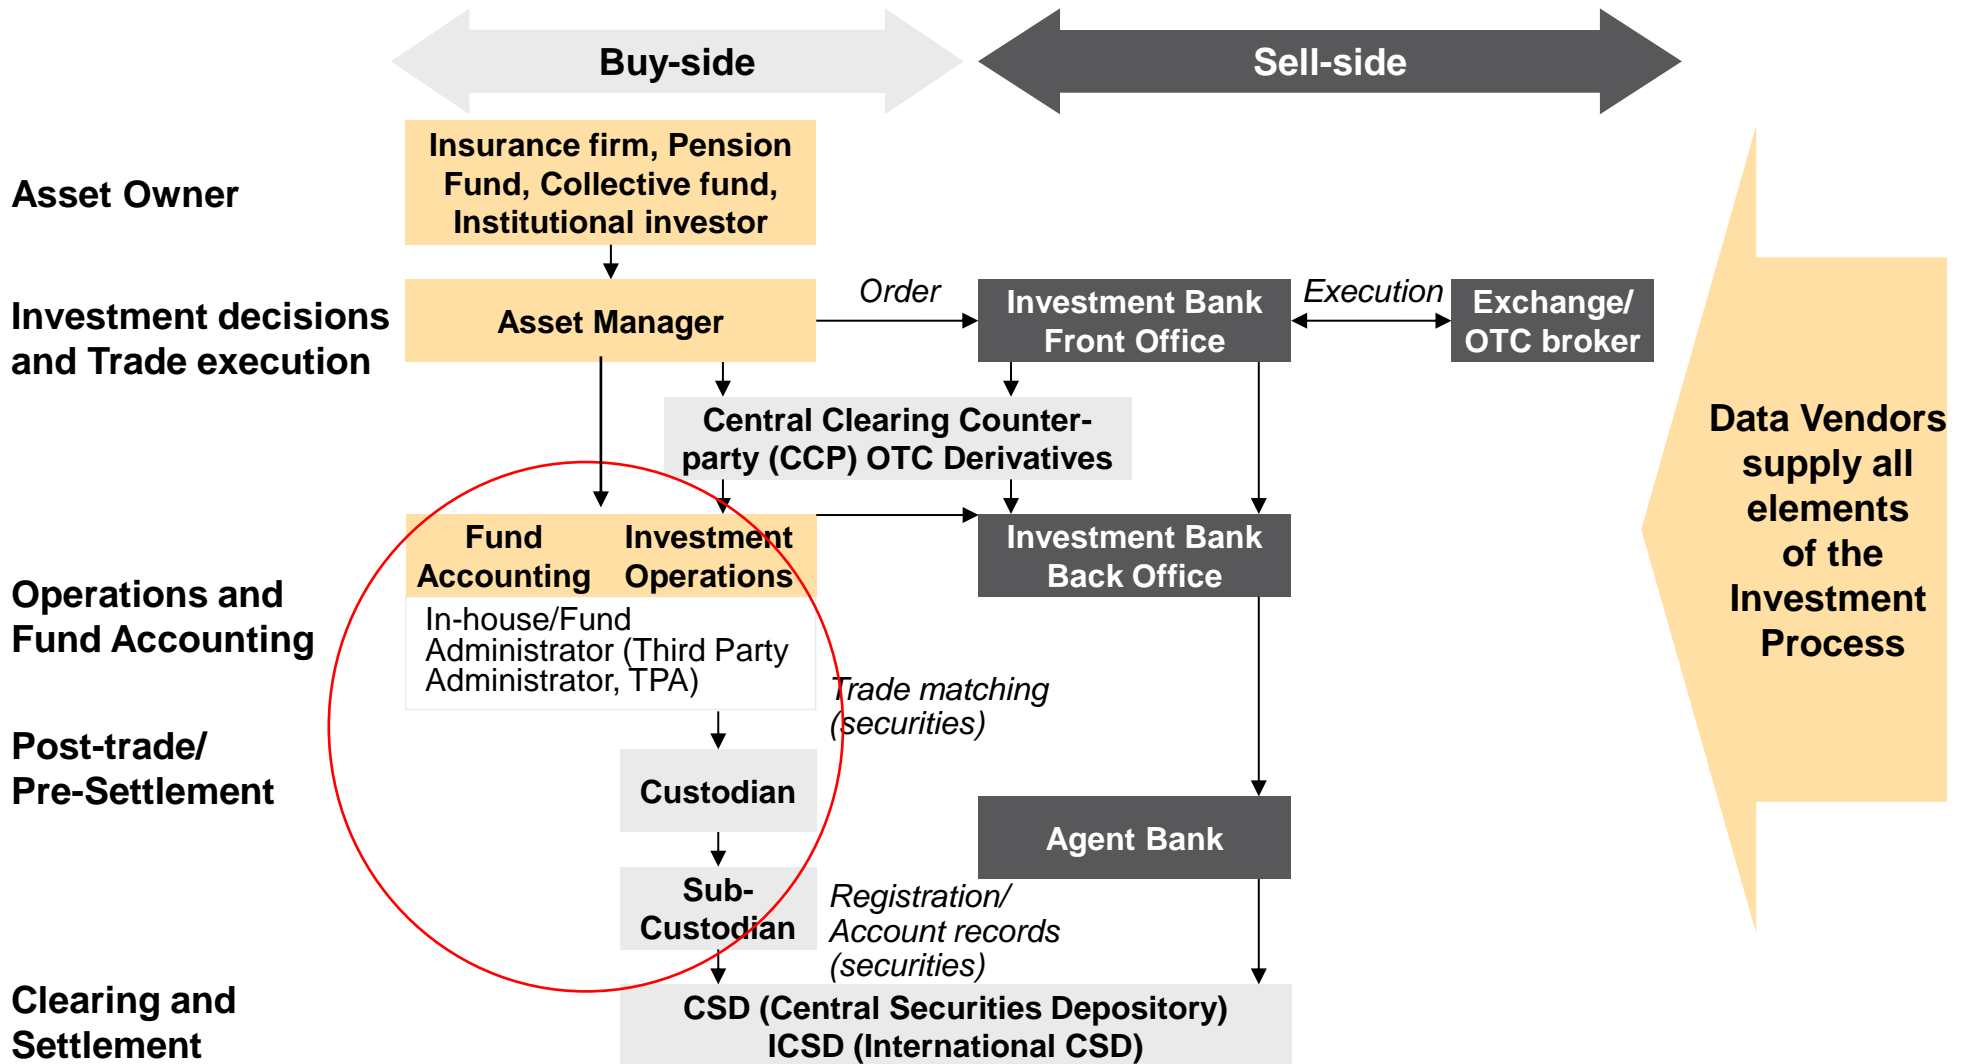 Buy-side
Sell-side
Asset Owner
Insurance firm, Pension
Fund, Collective fund,
Institutional investor
Investment decisions
and Trade execution
Asset Manager
Order
Investment Bank
Front Office
Execution
Exchange/
OTC broker
Central Clearing Counter-
party (CCP) OTC Derivatives
Data Vendors
supply all
elements
of the
Investment
Process
Operations and
Fund Accounting
Fund
Accounting
Investment
Operations
In-house/Fund
Administrator (Third Party
Administrator, TPA)
Investment Bank
Back Office
Trade matching
(securities)
Post-trade/
Pre-Settlement
Custodian
Agent Bank
Sub-
Custodian
Registration/
Account records
(securities)
Clearing and
Settlement
CSD (Central Securities Depository)
ICSD (International CSD)